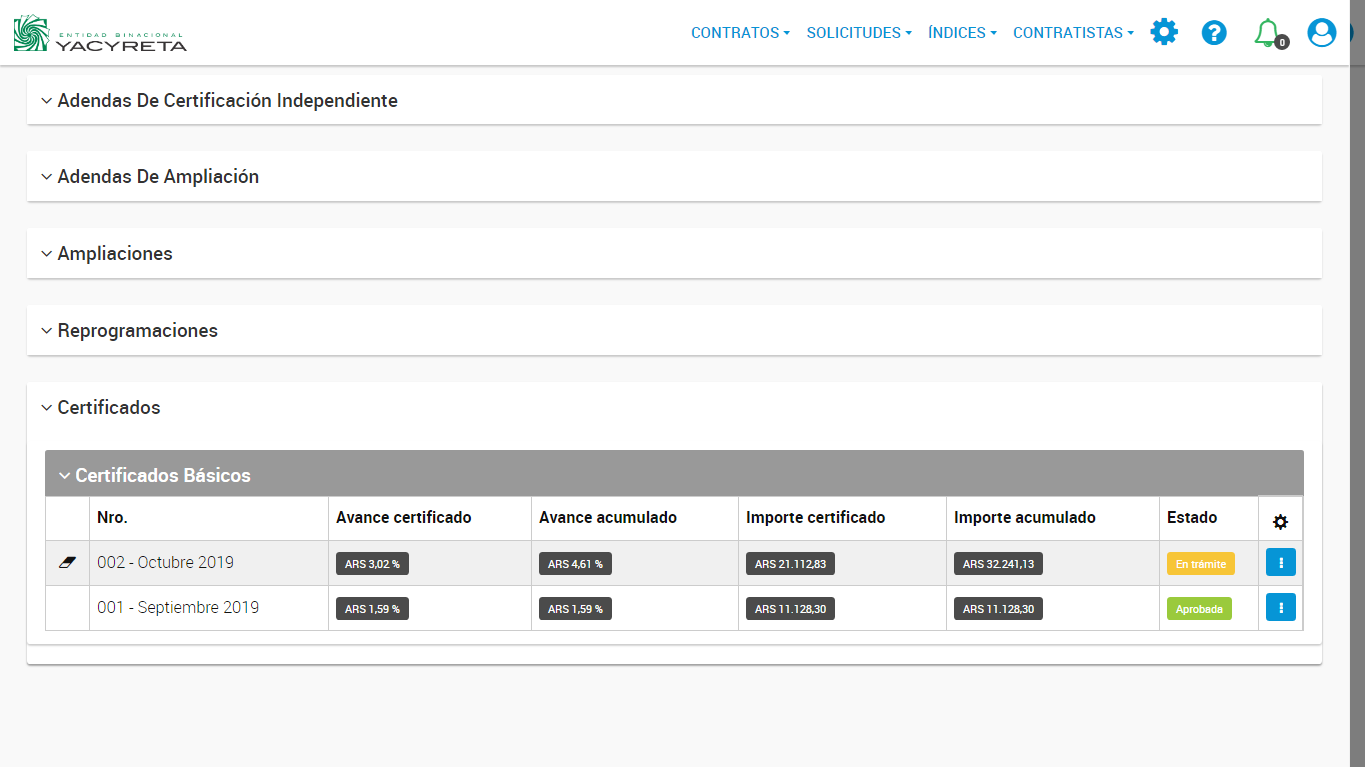 ENTIDAD BINACIONAL
YACYRETA
CONTRATOS SOLICITUDES ÍNDICES CONTRATISTAS 0
Adendas De Certificación Independiente
Adendas De Ampliación
Ampliaciones
Reprogramaciones
Certificados
Certificados Básicos
Nro. Avance certificado Avance acumulado Importe certificado Importe acumulado Estado
002 - Octubre 2019 ARS 3,02 % ARS 4,61 % ARS 21.112,83 ARS 32.241,13 En trámite
001 - Septiembre 2019 ARS 1,59 % ARS 1,59 % ARS 11.128,30 ARS 11.128,30 Aprobada